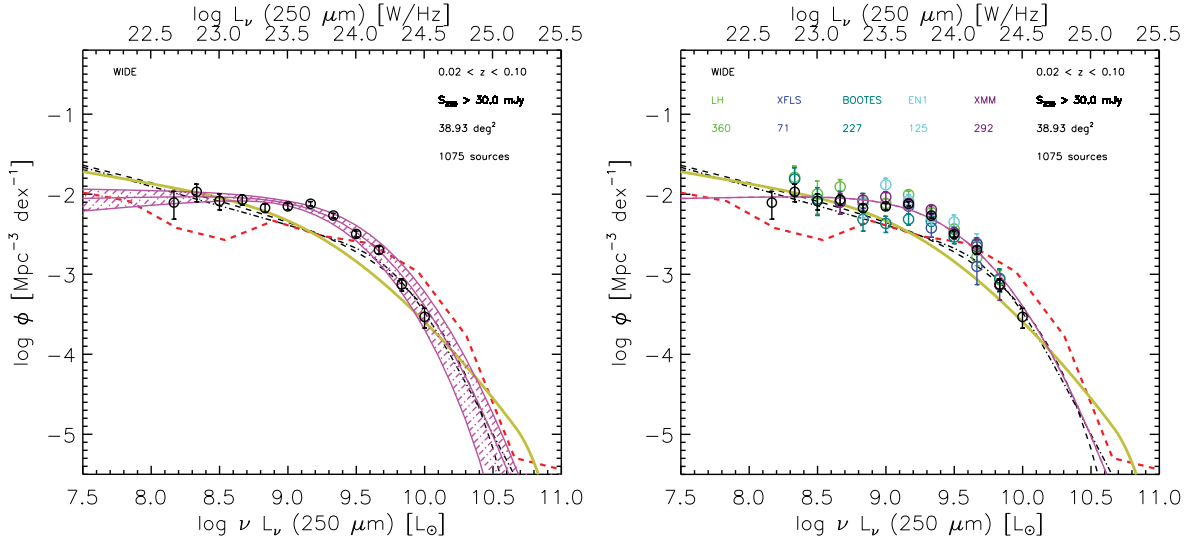 log L_ν (250 μm) [W/Hz]
22.5 23.0 23.5 24.0 24.5 25.0 25.5
WIDE
0.02 < z < 0.10
30.0 mJy
38.93 deg²
1075 sources
log φ [Mpc⁻³ dex⁻¹]
−1
−2
−3
−4
−5
7.5 8.0 8.5 9.0 9.5 10.0 10.5 11.0
log ν L_ν (250 μm) [L_⊙]
log L_ν (250 μm) [W/Hz]
22.5 23.0 23.5 24.0 24.5 25.0 25.5
WIDE
0.02 < z < 0.10
LH XFLS BOOTES EN1 XMM
30.0 mJy
360 71 227 125 292
38.93 deg²
1075 sources
log φ [Mpc⁻³ dex⁻¹]
−1
−2
−3
−4
−5
7.5 8.0 8.5 9.0 9.5 10.0 10.5 11.0
log ν L_ν (250 μm) [L_⊙]